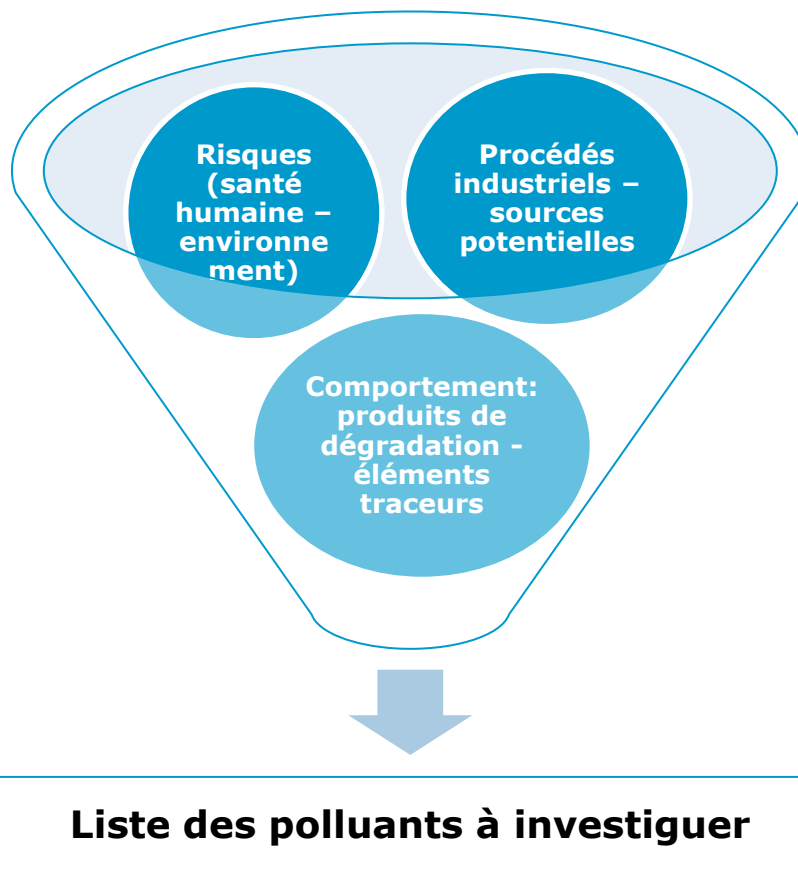 Risques
(santé
humaine –
environne
ment)
Procédés
industriels –
sources
potentielles
Comportement:
produits de
dégradation -
éléments
traceurs
Liste des polluants à investiguer